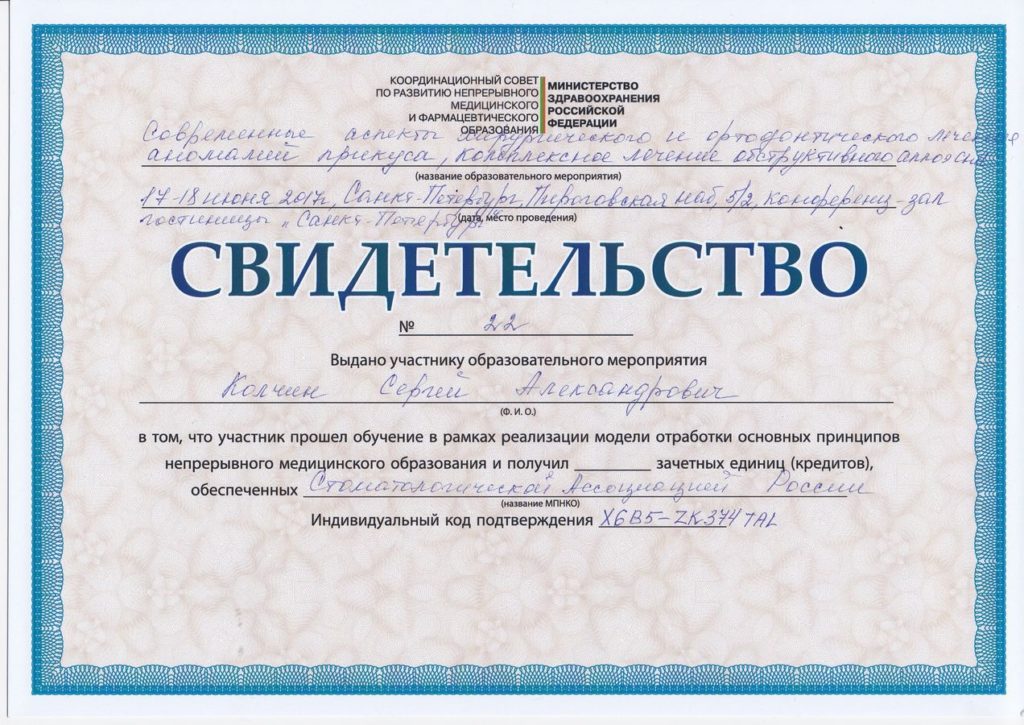 КООРДИНАЦИОННЫЙ СОВЕТ
ПО РАЗВИТИЮ НЕПРЕРЫВНОГО
МЕДИЦИНСКОГО
И ФАРМАЦЕВТИЧЕСКОГО
ОБРАЗОВАНИЯ
МИНИСТЕРСТВО
ЗДРАВООХРАНЕНИЯ
РОССИЙСКОЙ
ФЕДЕРАЦИИ
Современные аспекты хирургического и ортодонтического
аномалий прикуса, Комплексное лечение обструктивного апноэ сна
(название образовательного мероприятия)
17-18 июня 2017г, Санкт-Петербург, Пироговская наб, 5/2, конференц-зал
гостиницы "Санкт-Петербург"
(дата, место проведения)
СВИДЕТЕЛЬСТВО
№ 22
Выдано участнику образовательного мероприятия
Колчин Сергей Александрович
(Ф. И. О.)
в том, что участник прошел обучение в рамках реализации модели отработки основных принципов
непрерывного медицинского образования и получил ________ зачетных единиц (кредитов),
обеспеченных Стоматологической Ассоциацией России
(название МПНКО)
Индивидуальный код подтверждения X6B5-ZK374TAL